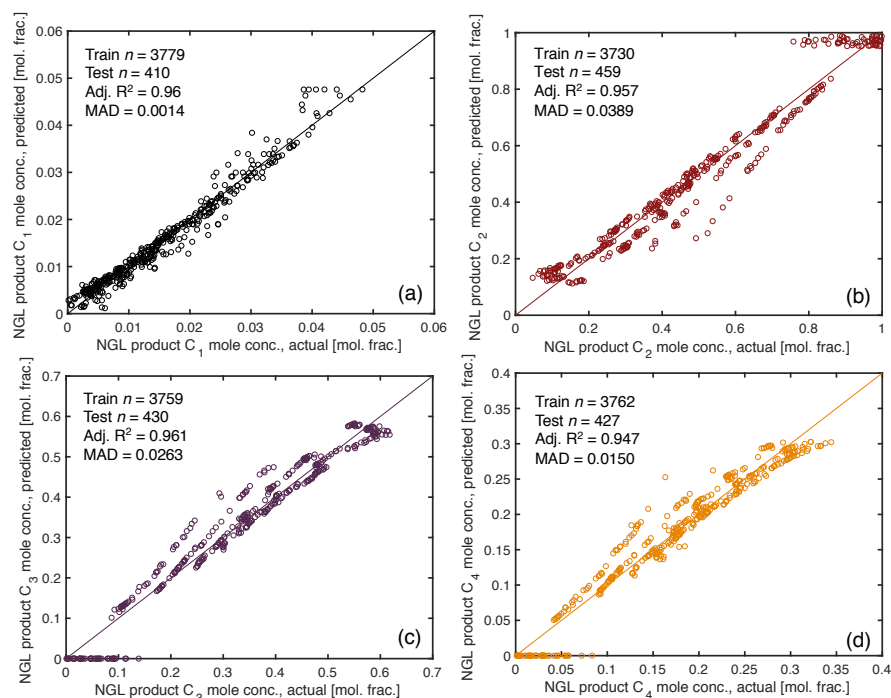 NGL product C1 mole conc., predicted [mol. frac.]
0.06
0.05
0.04
0.03
0.02
0.01
0
Train n = 3779
Test n = 410
Adj. R2 = 0.96
MAD = 0.0014
(a)
0 0.01 0.02 0.03 0.04 0.05 0.06
NGL product C1 mole conc., actual [mol. frac.]
NGL product C2 mole conc., predicted [mol. frac.]
1
0.8
0.6
0.4
0.2
0
Train n = 3730
Test n = 459
Adj. R2 = 0.957
MAD = 0.0389
(b)
0 0.2 0.4 0.6 0.8 1
NGL product C2 mole conc., actual [mol. frac.]
NGL product C3 mole conc., predicted [mol. frac.]
0.7
0.6
0.5
0.4
0.3
0.2
0.1
0
Train n = 3759
Test n = 430
Adj. R2 = 0.961
MAD = 0.0263
(c)
0 0.1 0.2 0.3 0.4 0.5 0.6 0.7
NGL product C3 mole conc., actual [mol. frac.]
NGL product C4 mole conc., predicted [mol. frac.]
0.4
0.35
0.3
0.25
0.2
0.15
0.1
0.05
0
Train n = 3762
Test n = 427
Adj. R2 = 0.947
MAD = 0.0150
(d)
0 0.05 0.1 0.15 0.2 0.25 0.3 0.35 0.4
NGL product C4 mole conc., actual [mol. frac.]